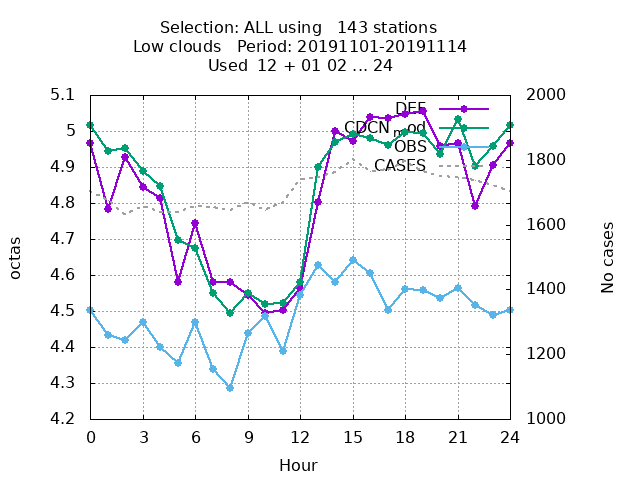 Selection: ALL using   143 stations
Low clouds   Period: 20191101-20191114
Used  12 + 01 02 ... 24
5.1
5
4.9
4.8
4.7
4.6
4.5
4.4
4.3
4.2
octas
2000
1800
1600
1400
1200
1000
No cases
DEF
CDCN_mod
OBS
CASES
0 3 6 9 12 15 18 21 24
Hour